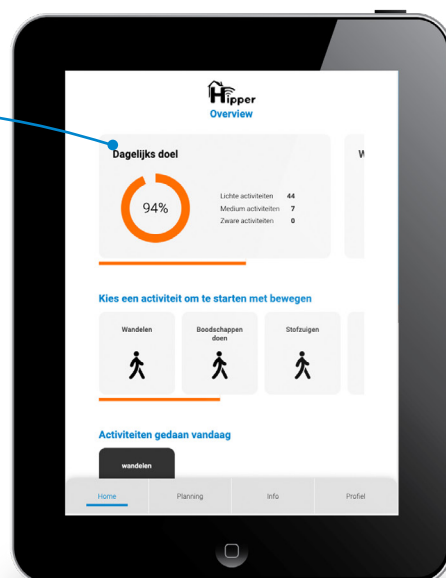 Hipper
Overview
Dagelijks doel
W
94%
Lichte activiteiten 44
Medium activiteiten 7
Zware activiteiten 0
Kies een activiteit om te starten met bewegen
Wandelen
Boodschappen
doen
Stofzuigen
Activiteiten gedaan vandaag
wandelen
Home
Planning
Info
Profiel